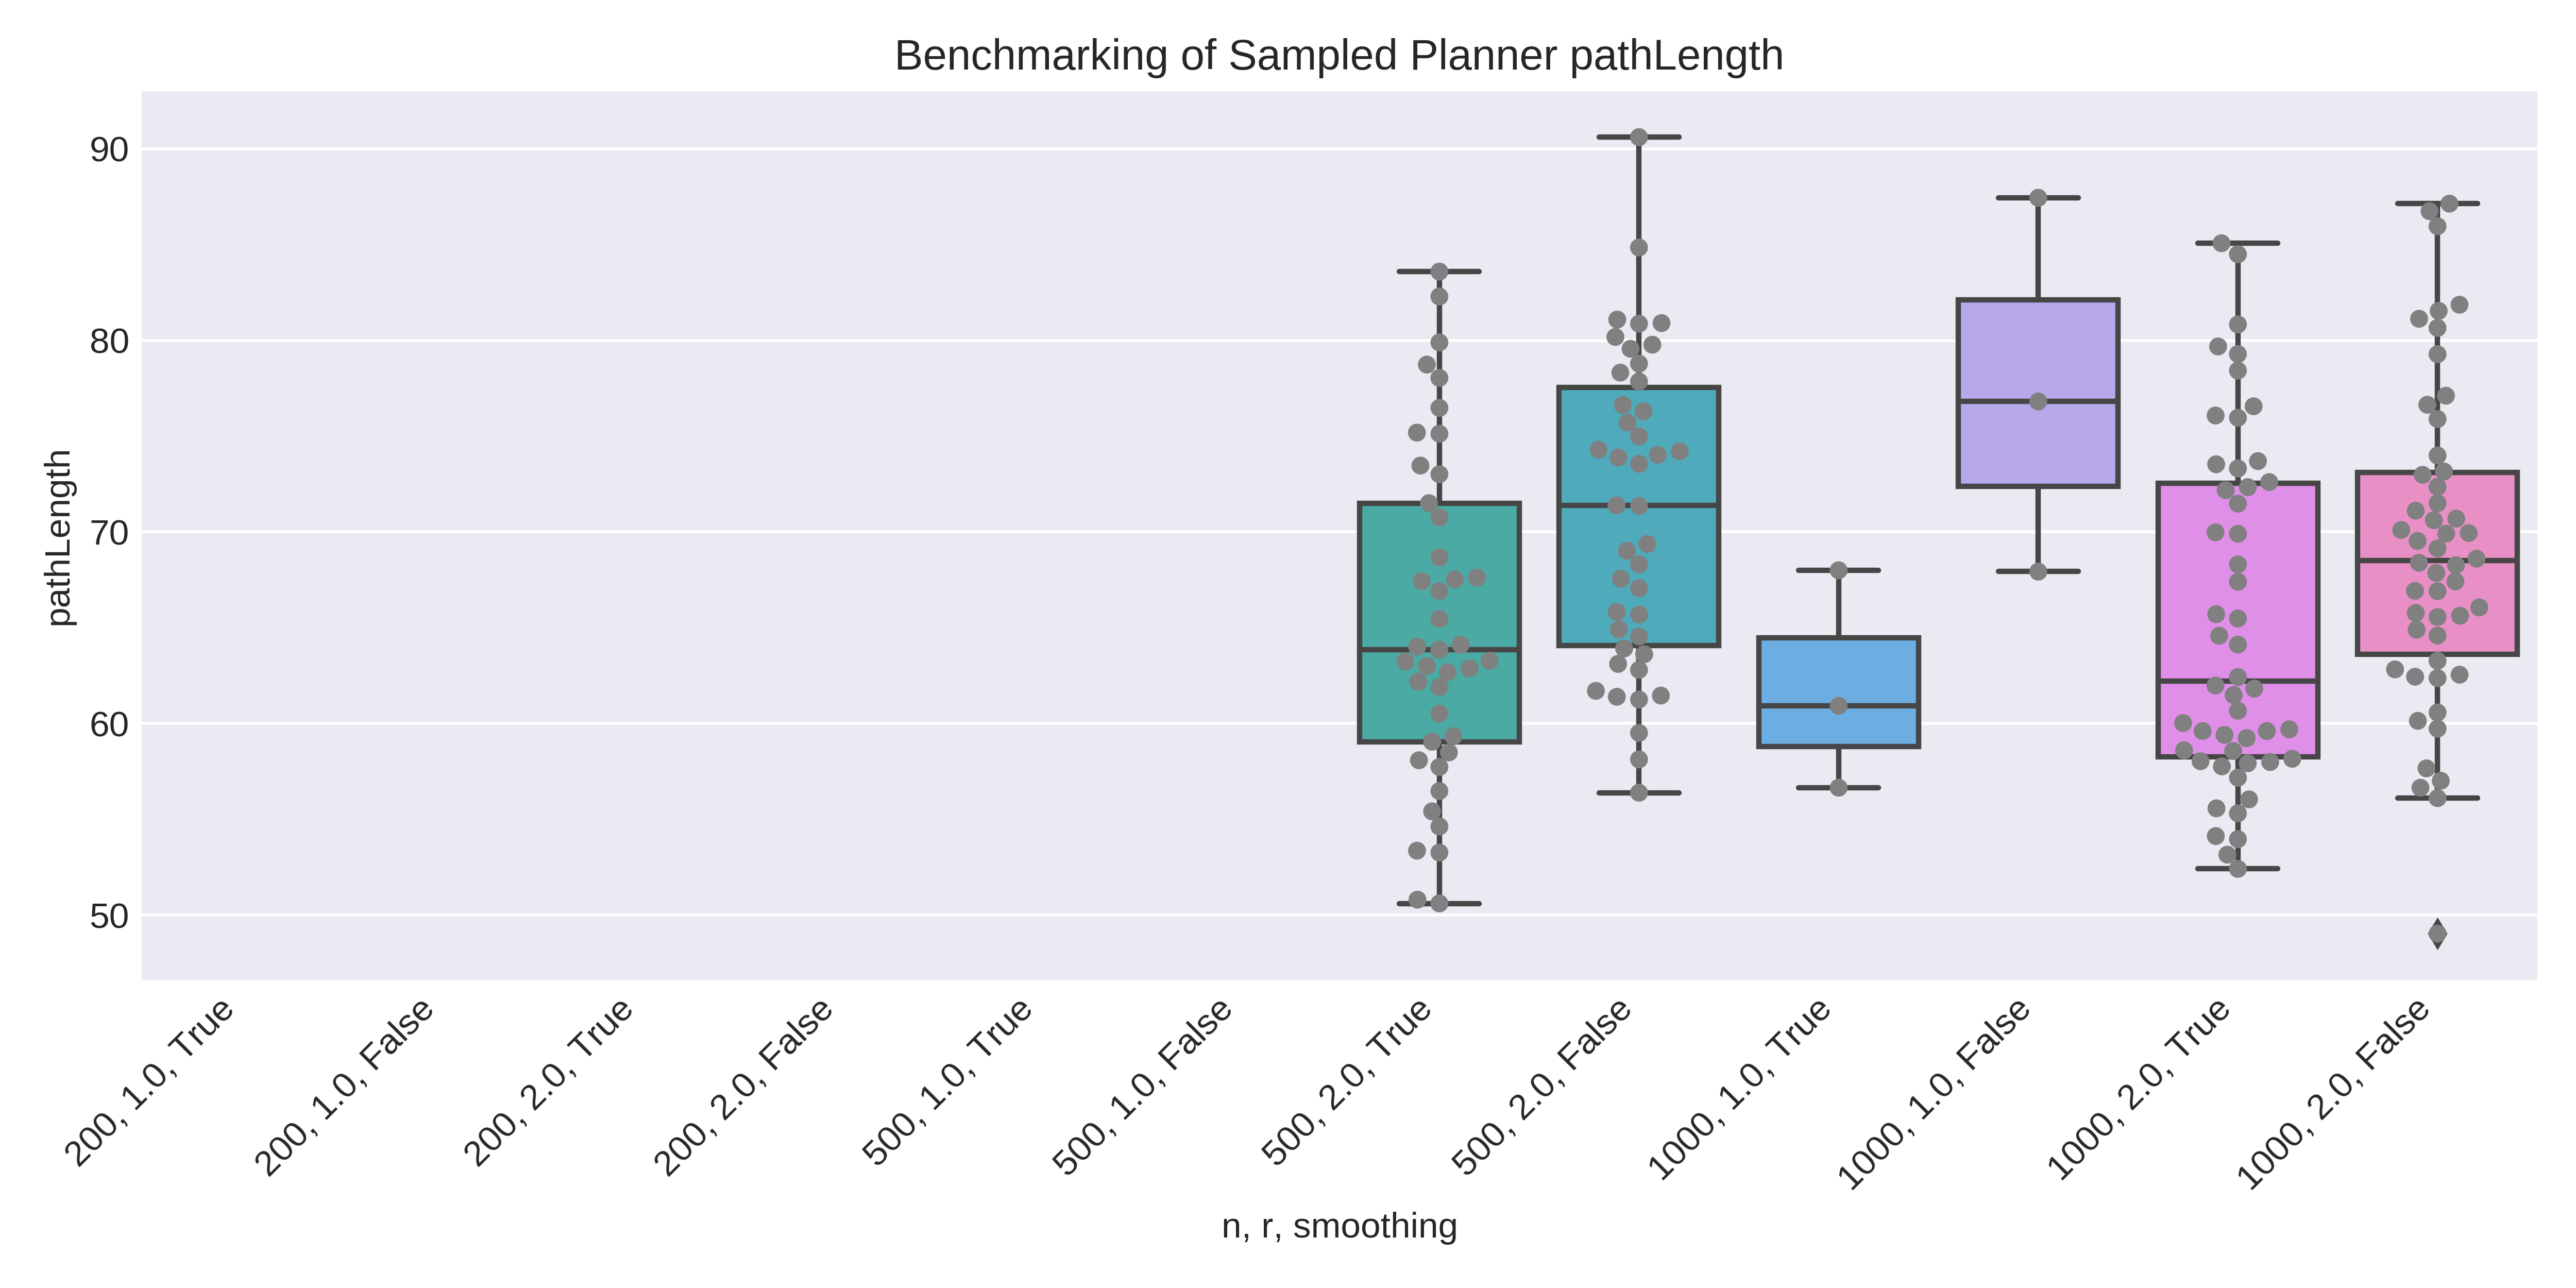 Benchmarking of Sampled Planner pathLength
pathLength
90
80
70
60
50
200, 1.0, True
200, 1.0, False
200, 2.0, True
200, 2.0, False
500, 1.0, True
500, 1.0, False
500, 2.0, True
500, 2.0, False
1000, 1.0, True
1000, 1.0, False
1000, 2.0, True
1000, 2.0, False
n, r, smoothing